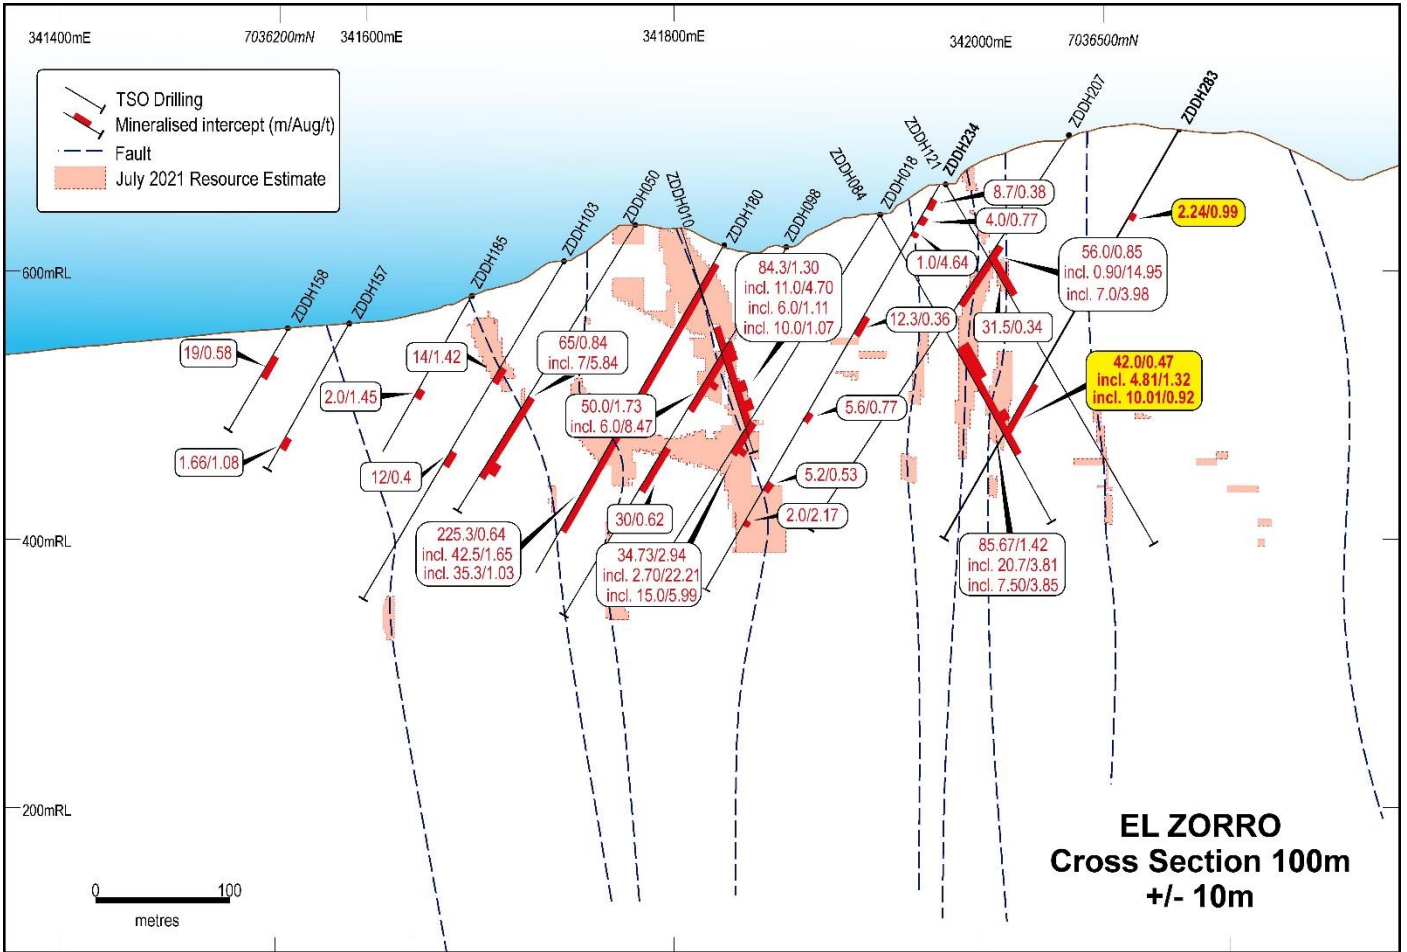 341400mE
7036200mN
341600mE
341800mE
342000mE
7036500mN
TSO Drilling
Mineralised intercept (m/Aug/t)
Fault
July 2021 Resource Estimate
600mRL
400mRL
200mRL
ZDDH158
ZDDH157
ZDDH185
ZDDH103
ZDDH050
ZDDH010
ZDDH180
ZDDH098
ZDDH084
ZDDH018
ZDDH121
ZDDH234
ZDDH207
ZDDH283
19/0.58
1.66/1.08
2.0/1.45
14/1.42
12/0.4
65/0.84
incl. 7/5.84
225.3/0.64
incl. 42.5/1.65
incl. 35.3/1.03
50.0/1.73
incl. 6.0/8.47
30/0.62
84.3/1.30
incl. 11.0/4.70
incl. 6.0/1.11
incl. 10.0/1.07
34.73/2.94
incl. 2.70/22.21
incl. 15.0/5.99
8.7/0.38
4.0/0.77
1.0/4.64
12.3/0.36
5.6/0.77
5.2/0.53
2.0/2.17
2.24/0.99
56.0/0.85
incl. 0.90/14.95
incl. 7.0/3.98
31.5/0.34
42.0/0.47
incl. 4.81/1.32
incl. 10.01/0.92
85.67/1.42
incl. 20.7/3.81
incl. 7.50/3.85
0 100
metres
EL ZORRO
Cross Section 100m
+/- 10m